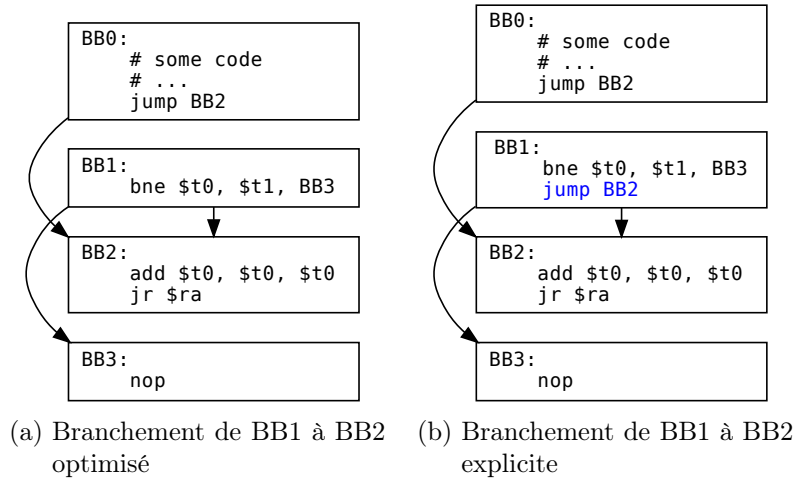 BB0:
# some code
# ...
jump BB2
BB1:
bne $t0, $t1, BB3
BB2:
add $t0, $t0, $t0
jr $ra
BB3:
nop
(a) Branchement de BB1 à BB2
optimisé
BB0:
# some code
# ...
jump BB2
BB1:
bne $t0, $t1, BB3
jump BB2
BB2:
add $t0, $t0, $t0
jr $ra
BB3:
nop
(b) Branchement de BB1 à BB2
explicite